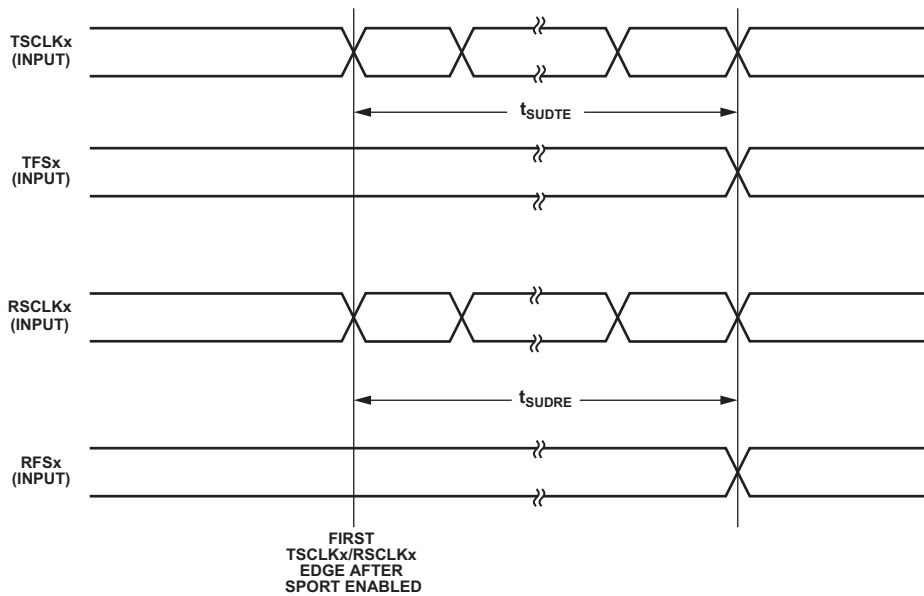 TSCLKx
(INPUT)
tSUDTE
TFSx
(INPUT)
RSCLKx
(INPUT)
tSUDRE
RFSx
(INPUT)
FIRST
TSCLKx/RSCLKx
EDGE AFTER
SPORT ENABLED